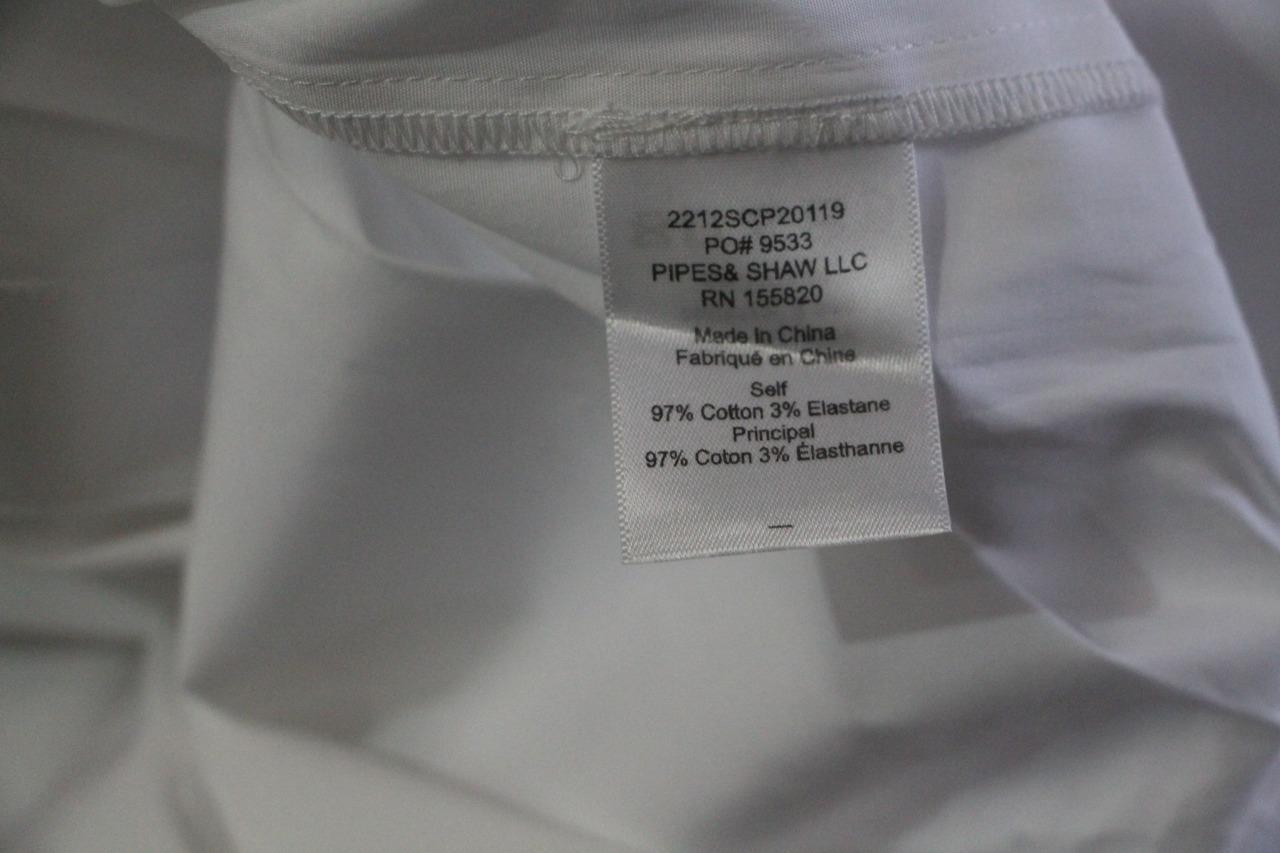 2212SCP20119
PO# 9533
PIPES& SHAW LLC
RN 155820
Made In China
Fabriqué en Chine
Self
97% Cotton 3% Elastane
Principal
97% Coton 3% Élasthanne